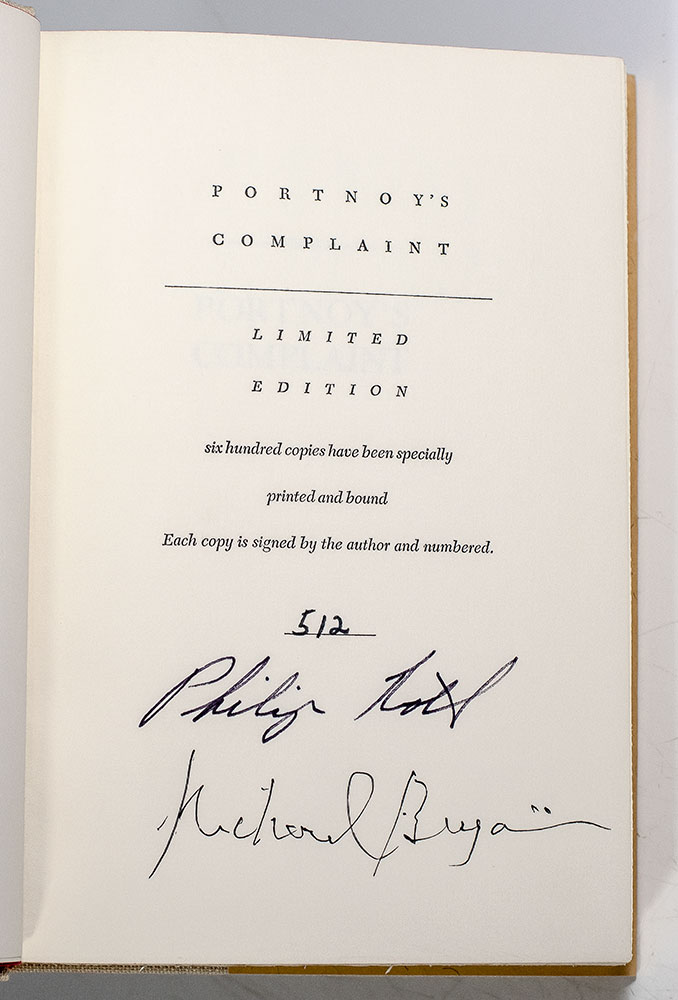 PORTNOY'S
COMPLAINT
LIMITED
EDITION
six hundred copies have been specially
printed and bound
Each copy is signed by the author and numbered.
512
Philip Roth
Richard